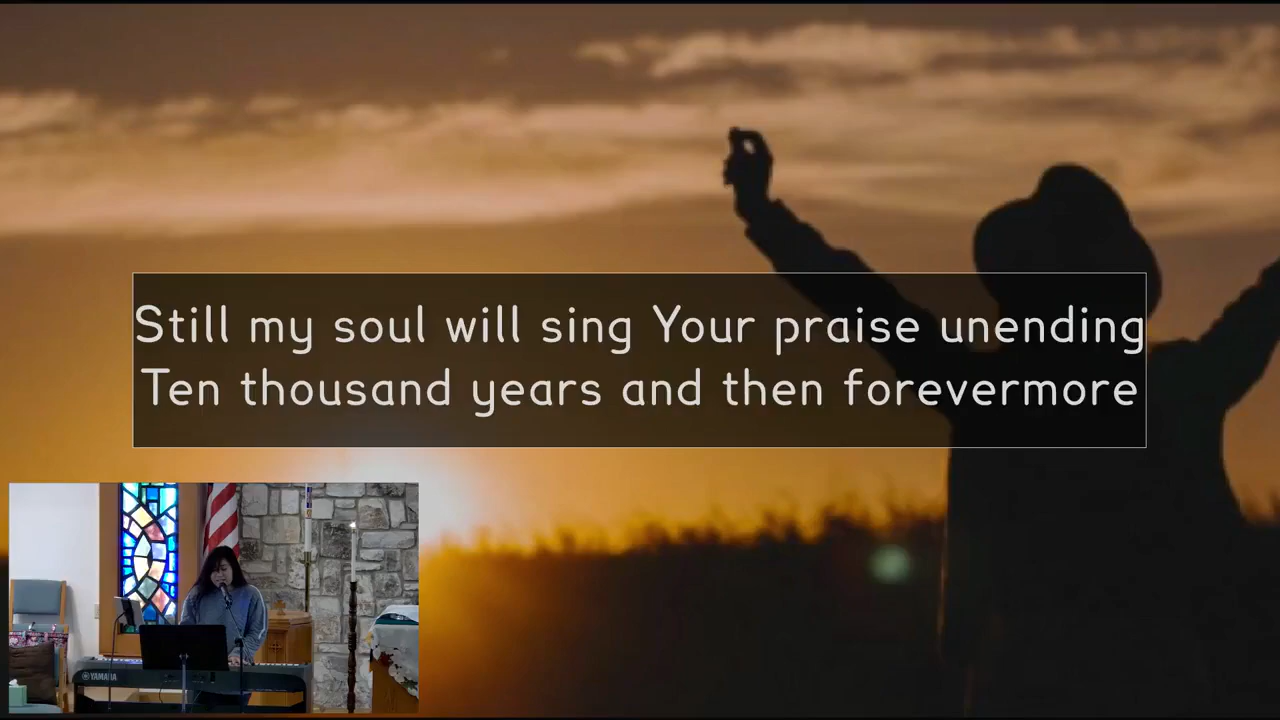 Still my soul will sing Your praise unending
Ten thousand years and then forevermore
YAMAHA